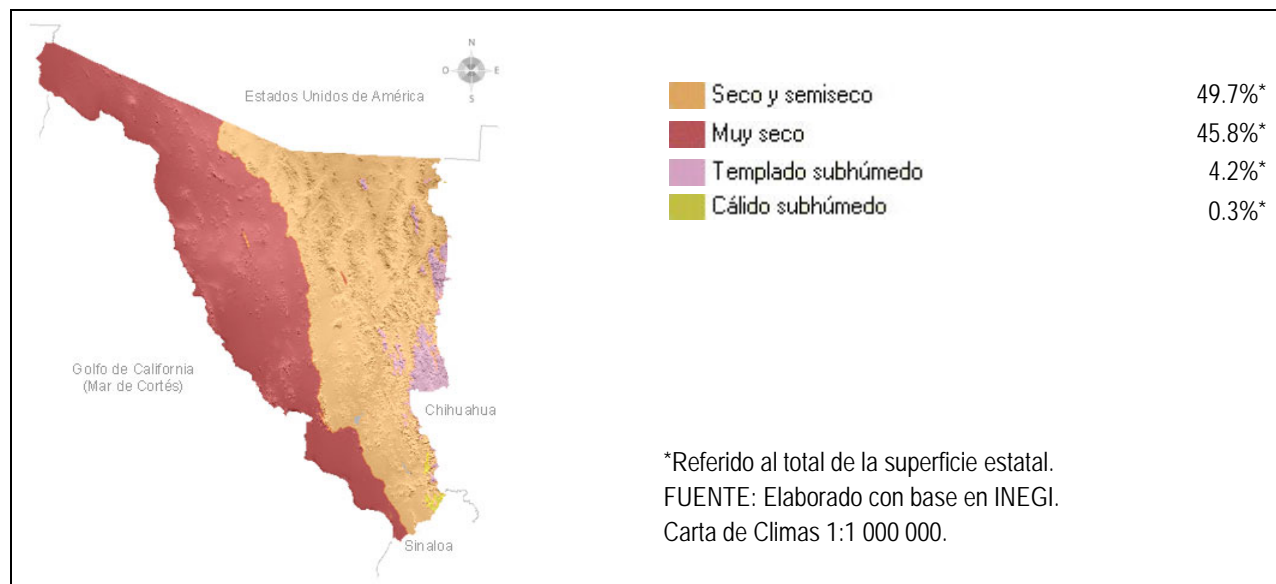 N
O E
S
Estados Unidos de América
Seco y semiseco 49.7%*
Muy seco 45.8%*
Templado subhúmedo 4.2%*
Cálido subhúmedo 0.3%*
Golfo de California
(Mar de Cortés)
Chihuahua
Sinaloa
*Referido al total de la superficie estatal.
FUENTE: Elaborado con base en INEGI.
Carta de Climas 1:1 000 000.